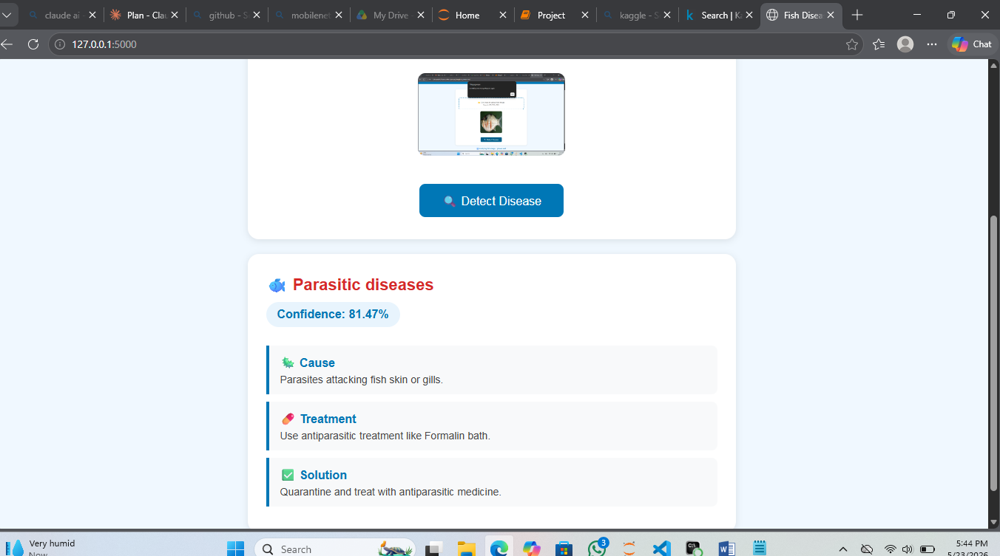 claude ai -
Plan - Clau
github - S
mobilenet
My Drive -
Home
Project
kaggle - S
Search | Ka
Fish Disea
127.0.0.1:5000
Chat
Detect Disease
Parasitic diseases
Confidence: 81.47%
Cause
Parasites attacking fish skin or gills.
Treatment
Use antiparasitic treatment like Formalin bath.
Solution
Quarantine and treat with antiparasitic medicine.
Very humid
Now
Search
3
5:44 PM
5/23/2026